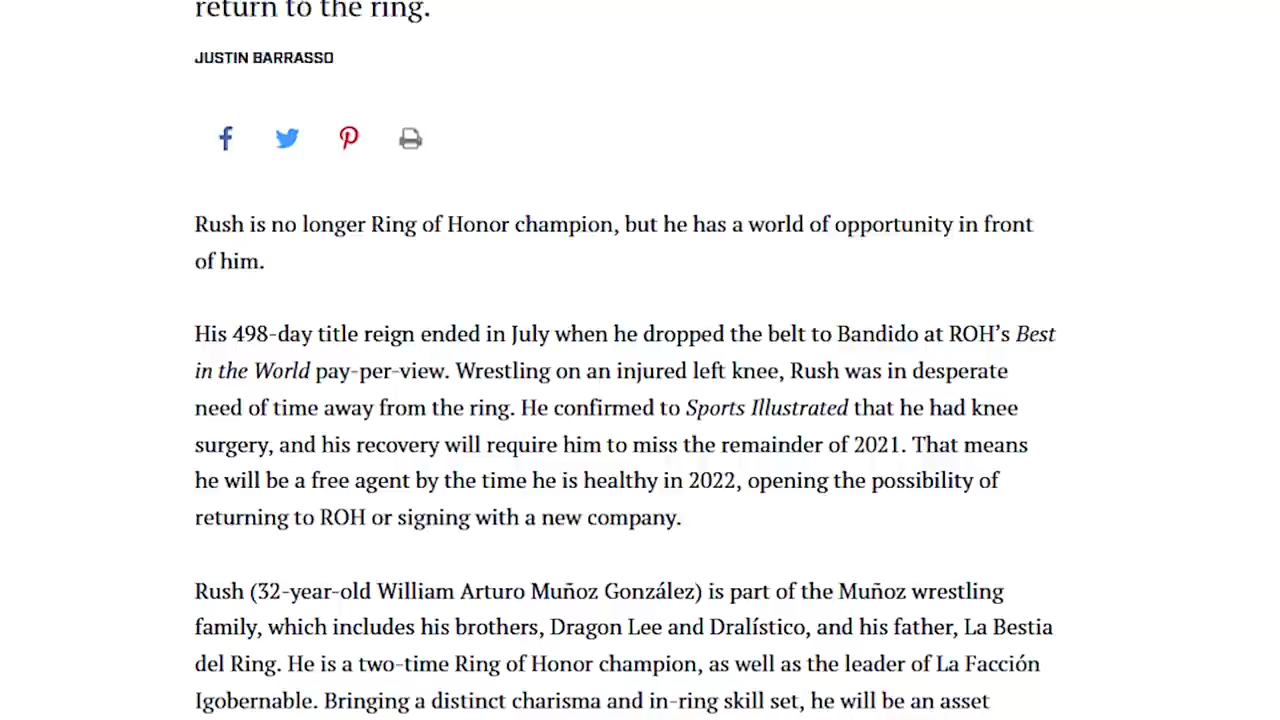 return to the ring.
JUSTIN BARRASSO
Rush is no longer Ring of Honor champion, but he has a world of opportunity in front
of him.
His 498-day title reign ended in July when he dropped the belt to Bandido at ROH’s Best
in the World pay-per-view. Wrestling on an injured left knee, Rush was in desperate
need of time away from the ring. He confirmed to Sports Illustrated that he had knee
surgery, and his recovery will require him to miss the remainder of 2021. That means
he will be a free agent by the time he is healthy in 2022, opening the possibility of
returning to ROH or signing with a new company.
Rush (32-year-old William Arturo Muñoz González) is part of the Muñoz wrestling
family, which includes his brothers, Dragon Lee and Dralístico, and his father, La Bestia
del Ring. He is a two-time Ring of Honor champion, as well as the leader of La Facción
Igobernable. Bringing a distinct charisma and in-ring skill set, he will be an asset